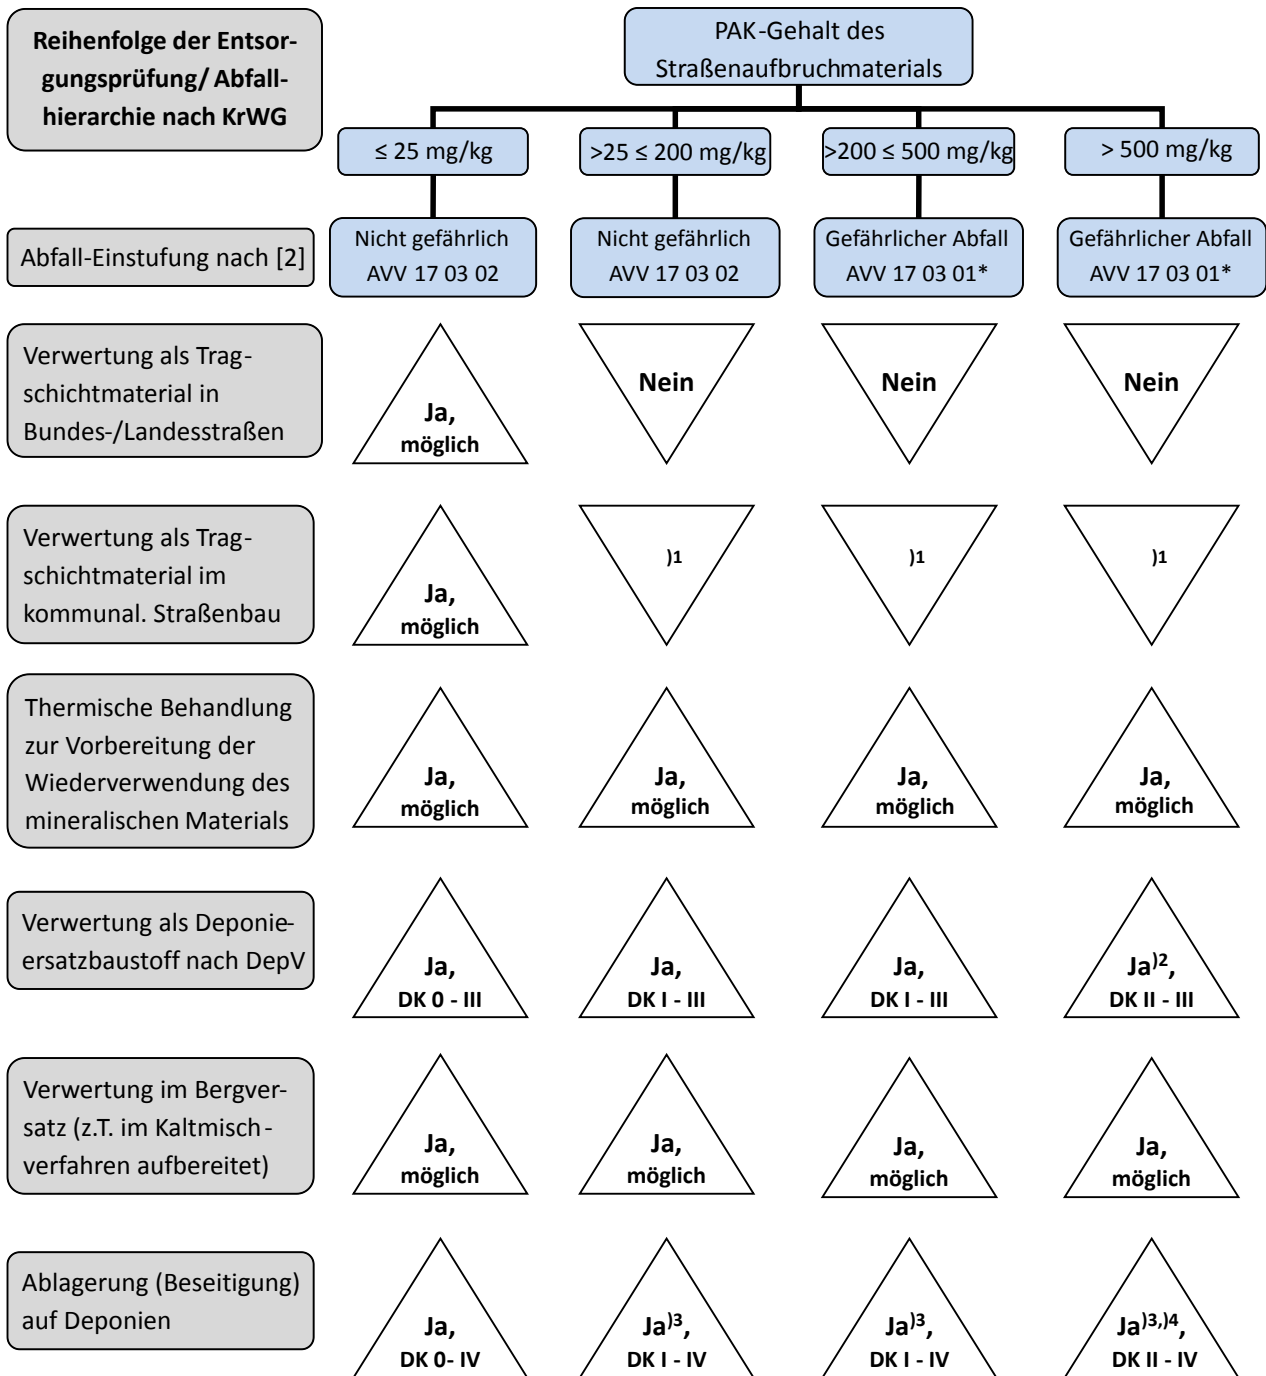 Reihenfolge der Entsor-
gungsprüfung/ Abfall-
hierarchie nach KrWG
PAK-Gehalt des
Straßenaufbruchmaterials
≤ 25 mg/kg
>25 ≤ 200 mg/kg
>200 ≤ 500 mg/kg
> 500 mg/kg
Abfall-Einstufung nach [2]
Nicht gefährlich
AVV 17 03 02
Nicht gefährlich
AVV 17 03 02
Gefährlicher Abfall
AVV 17 03 01*
Gefährlicher Abfall
AVV 17 03 01*
Verwertung als Trag-
schichtmaterial in
Bundes-/Landesstraßen
Ja,
möglich
Nein
Nein
Nein
Verwertung als Trag-
schichtmaterial im
kommunal. Straßenbau
Ja,
möglich
)1
)1
)1
Thermische Behandlung
zur Vorbereitung der
Wiederverwendung des
mineralischen Materials
Ja,
möglich
Ja,
möglich
Ja,
möglich
Ja,
möglich
Verwertung als Deponie-
ersatzbaustoff nach DepV
Ja,
DK 0 - III
Ja,
DK I - III
Ja,
DK I - III
Ja)2,
DK II - III
Verwertung im Bergver-
satz (z.T. im Kaltmisch-
verfahren aufbereitet)
Ja,
möglich
Ja,
möglich
Ja,
möglich
Ja,
möglich
Ablagerung (Beseitigung)
auf Deponien
Ja,
DK 0- IV
Ja)3,
DK I - IV
Ja)3,
DK I - IV
Ja)3,)4,
DK II - IV